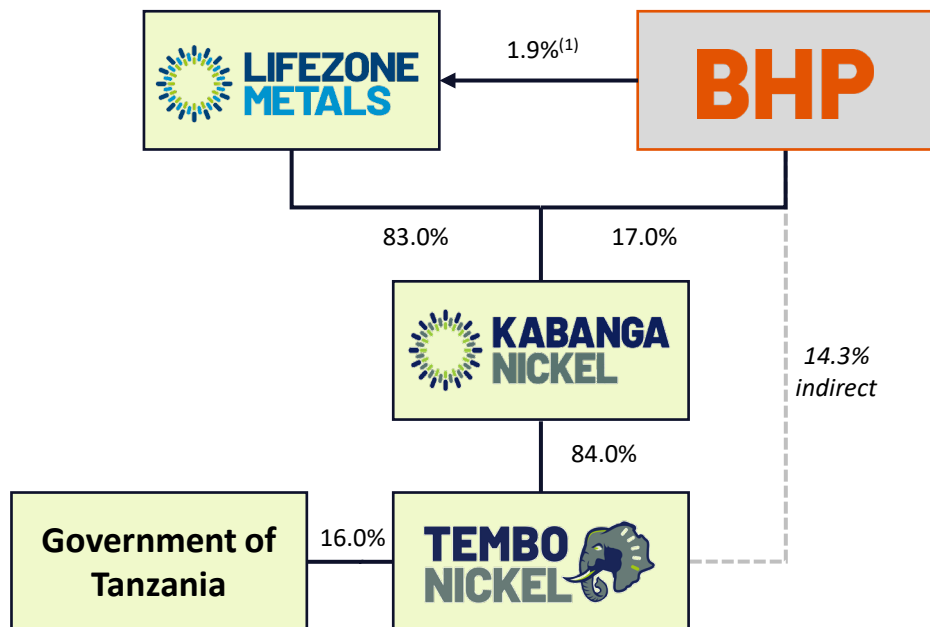 LIFEZONE
METALS
1.9%(1)
BHP
83.0%
17.0%
KABANGA
NICKEL
14.3%
indirect
84.0%
Government of
Tanzania
16.0%
TEMBO
NICKEL